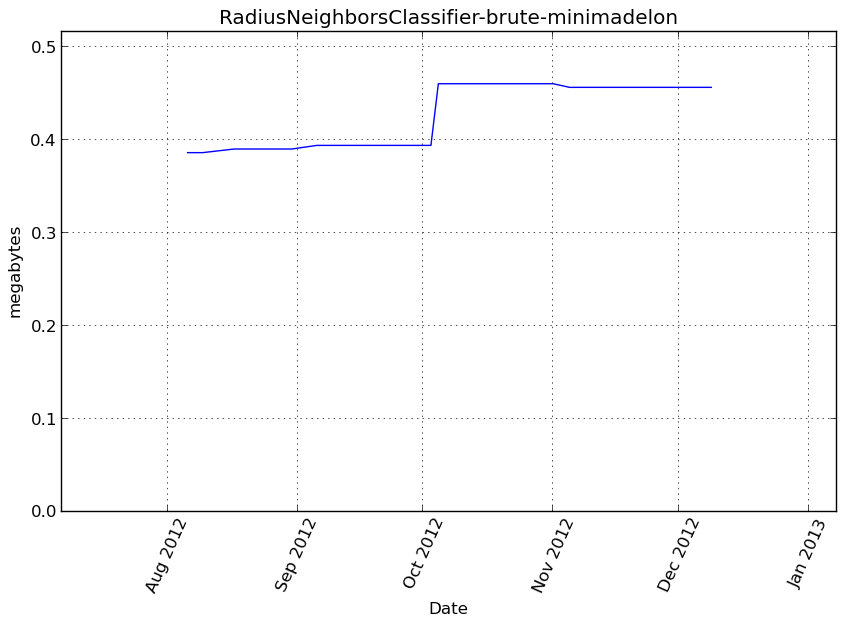 RadiusNeighborsClassifier-brute-minimadelon
0.5
0.4
0.3
0.2
0.1
0.0
megabytes
Aug 2012
Sep 2012
Oct 2012
Nov 2012
Dec 2012
Jan 2013
Date